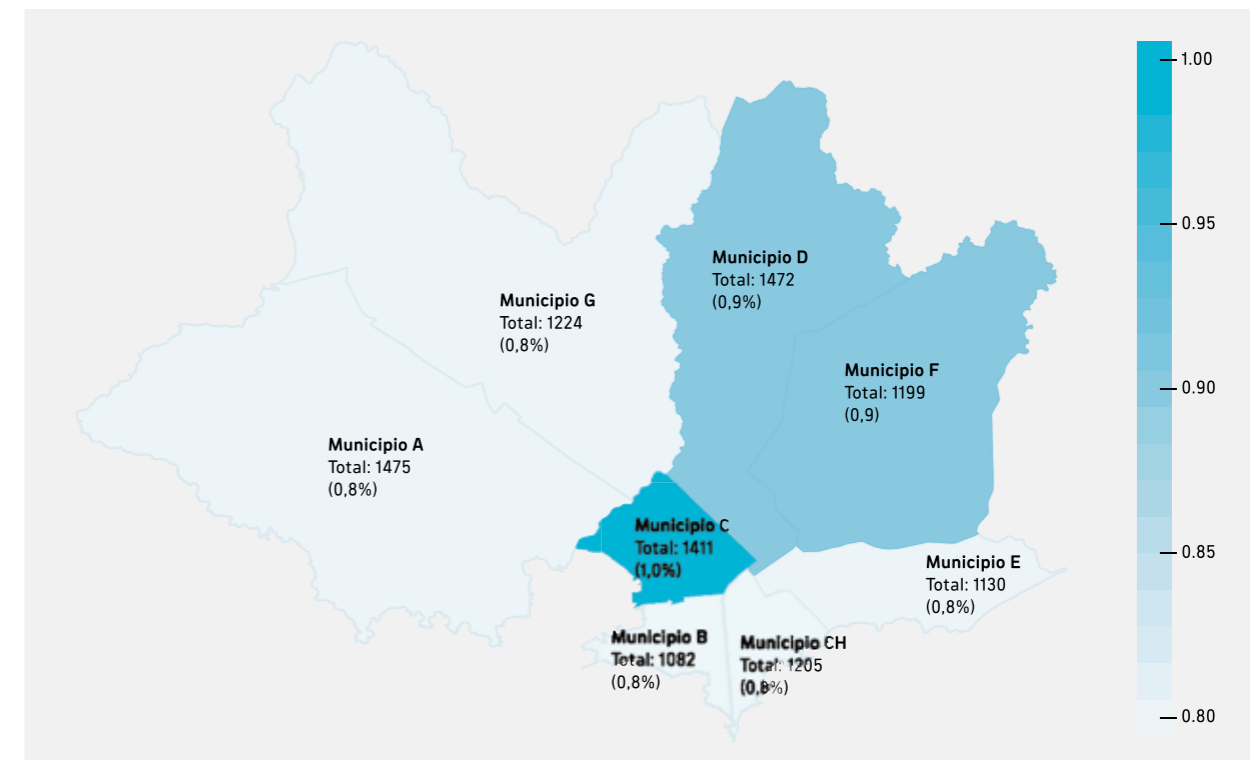 Municipio D
Total: 1472
(0,9%)
Municipio G
Total: 1224
(0,8%)
Municipio F
Total: 1199
(0,9)
Municipio A
Total: 1475
(0,8%)
Municipio C
Total: 1411
(1,0%)
Municipio E
Total: 1130
(0,8%)
Municipio B
Total: 1082
(0,8%)
Municipio CH
Total: 1205
(0,8%)
1.00
0.95
0.90
0.85
0.80